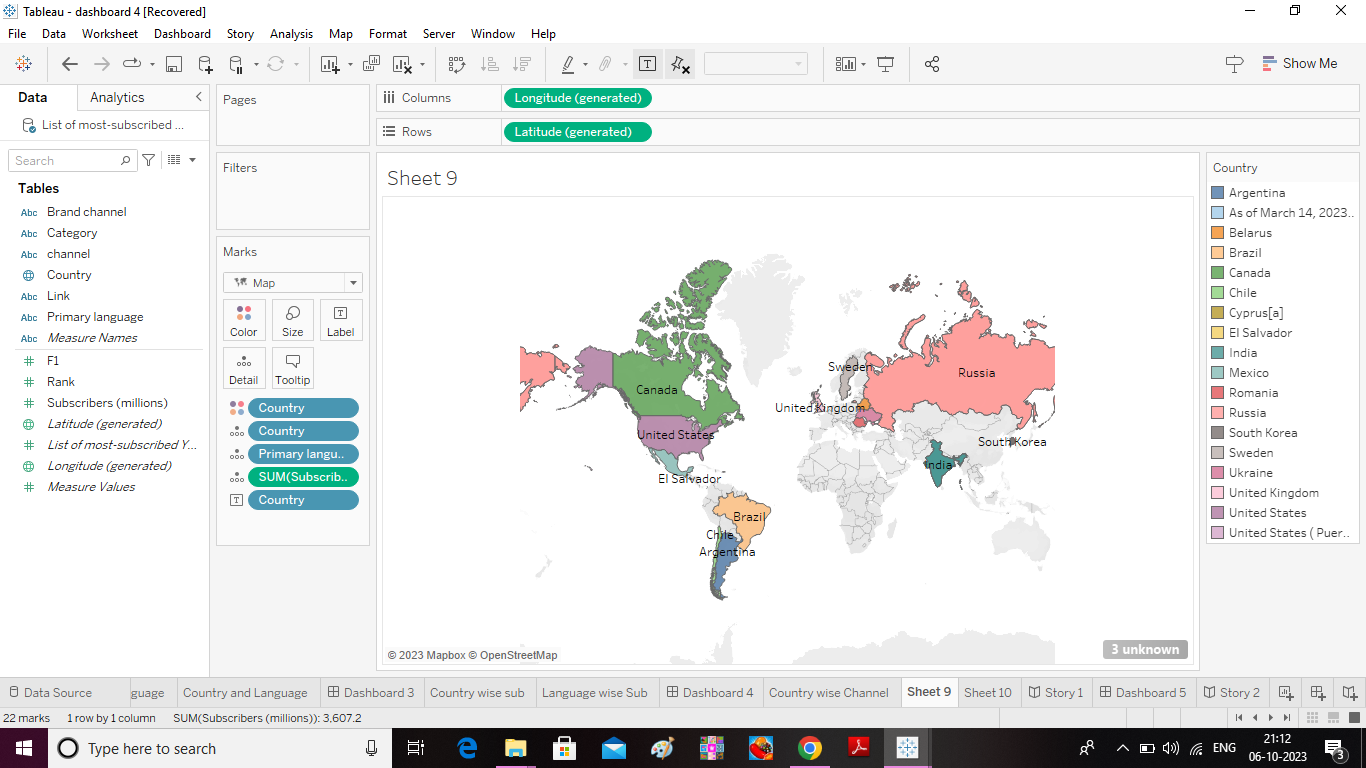 Tableau - dashboard 4 [Recovered]
File Data Worksheet Dashboard Story Analysis Map Format Server Window Help
Show Me
Data Analytics
List of most-subscribed ...
Search
Tables
Abc Brand channel
Abc Category
Abc channel
Country
Abc Link
Abc Primary language
Abc Measure Names
F1
Rank
Subscribers (millions)
Latitude (generated)
List of most-subscribed Y...
Longitude (generated)
Measure Values
Pages
Filters
Marks
Map
Color Size Label
Detail Tooltip
Country
Country
Primary langu..
SUM(Subscrib..
Country
Columns Longitude (generated)
Rows Latitude (generated)
Sheet 9
Sweden
Russia
Canada
United Kingdom
United States
South Korea
India
El Salvador
Brazil
Chile
Argentina
© 2023 Mapbox © OpenStreetMap
3 unknown
Country
Argentina
As of March 14, 2023..
Belarus
Brazil
Canada
Chile
Cyprus[a]
El Salvador
India
Mexico
Romania
Russia
South Korea
Sweden
Ukraine
United Kingdom
United States
United States ( Puer..
Data Source guage Country and Language Dashboard 3 Country wise sub Language wise Sub Dashboard 4 Country wise Channel Sheet 9 Sheet 10 Story 1 Dashboard 5 Story 2
22 marks 1 row by 1 column SUM(Subscribers (millions)): 3,607.2
Type here to search
ENG
21:12
06-10-2023
3